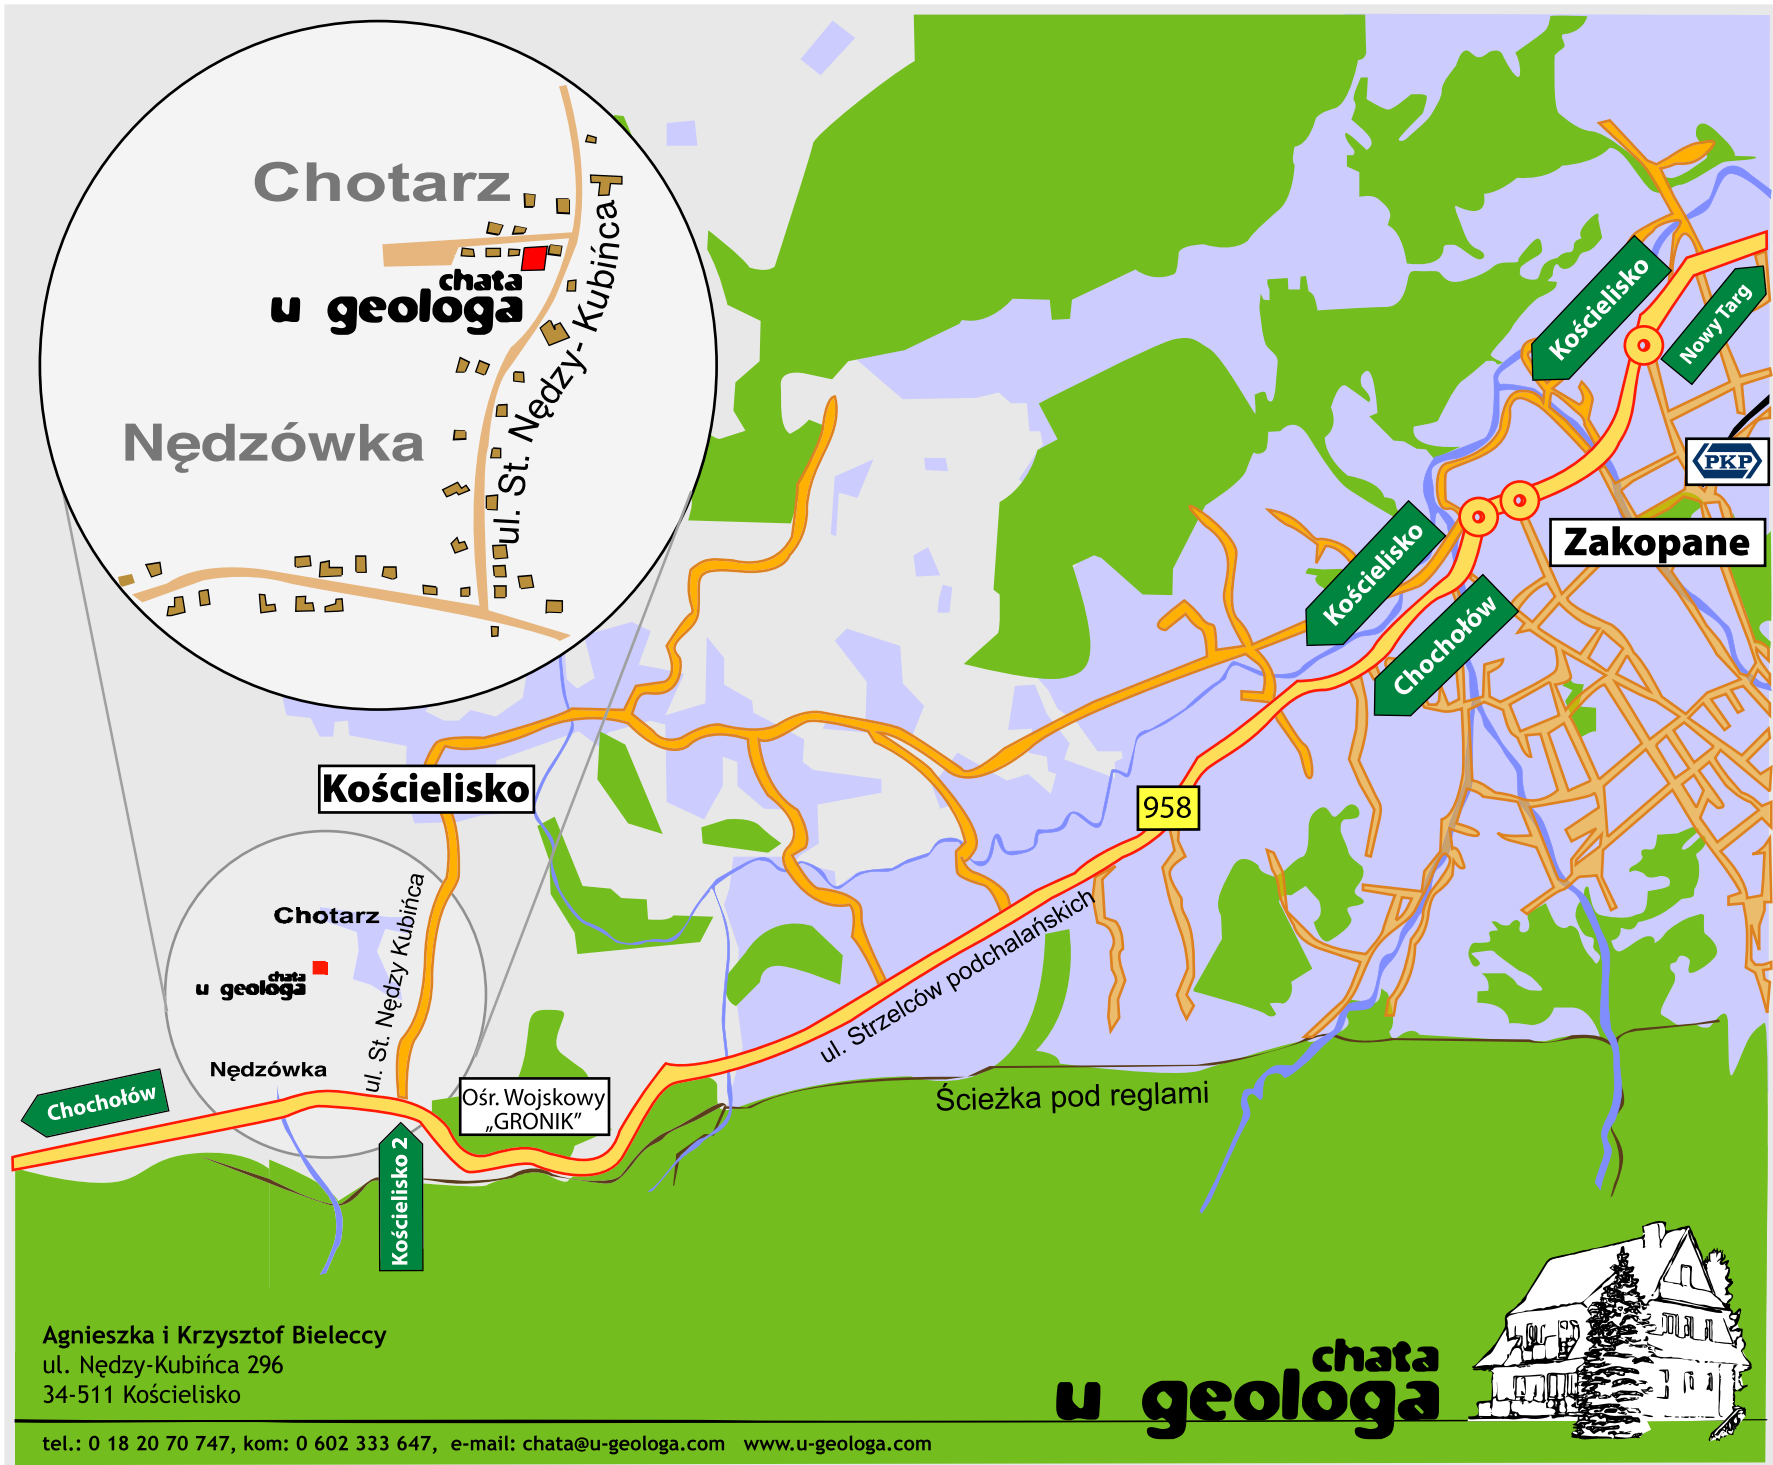 Chotarz
chata
u geologa
Nędzówka
ul. St. Nędzy- Kubińca
Kościelisko
Nowy Targ
PKP
Zakopane
Kościelisko
Chochołów
958
Kościelisko
Chotarz
chata
u geologa
ul. St. Nędzy Kubińca
Nędzówka
ul. Strzelców podchalańskich
Chochołów
Ośr. Wojskowy
„GRONIK”
Ścieżka pod reglami
Kościelisko 2
Agnieszka i Krzysztof Bieleccy
ul. Nędzy-Kubińca 296
34-511 Kościelisko
chata
u geologa
tel.: 0 18 20 70 747, kom: 0 602 333 647, e-mail: chata@u-geologa.com www.u-geologa.com